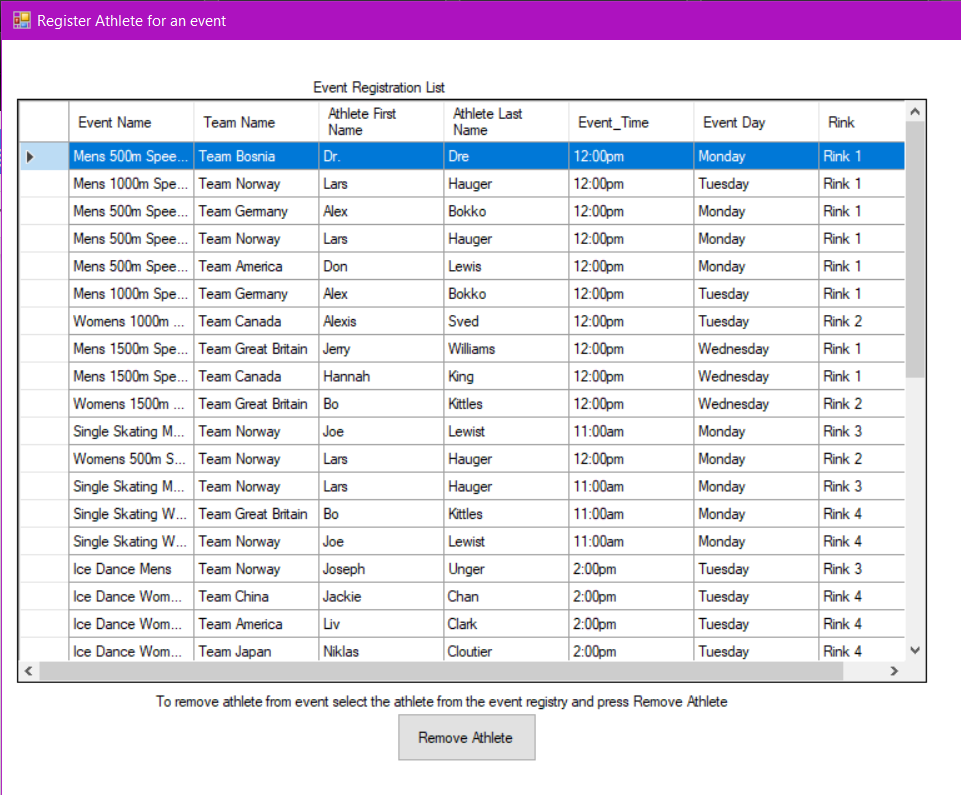 Register Athlete for an event
Event Registration List
Event Name Team Name Athlete First Name Athlete Last Name Event_Time Event Day Rink
Mens 500m Spee... Team Bosnia Dr. Dre 12:00pm Monday Rink 1
Mens 1000m Spe... Team Norway Lars Hauger 12:00pm Tuesday Rink 1
Mens 500m Spee... Team Germany Alex Bokko 12:00pm Monday Rink 1
Mens 500m Spee... Team Norway Lars Hauger 12:00pm Monday Rink 1
Mens 500m Spee... Team America Don Lewis 12:00pm Monday Rink 1
Mens 1000m Spe... Team Germany Alex Bokko 12:00pm Tuesday Rink 1
Womens 1000m ... Team Canada Alexis Sved 12:00pm Tuesday Rink 2
Mens 1500m Spe... Team Great Britain Jerry Williams 12:00pm Wednesday Rink 1
Mens 1500m Spe... Team Canada Hannah King 12:00pm Wednesday Rink 1
Womens 1500m ... Team Great Britain Bo Kittles 12:00pm Wednesday Rink 2
Single Skating M... Team Norway Joe Lewist 11:00am Monday Rink 3
Womens 500m S... Team Norway Lars Hauger 12:00pm Monday Rink 2
Single Skating M... Team Norway Lars Hauger 11:00am Monday Rink 3
Single Skating W... Team Great Britain Bo Kittles 11:00am Monday Rink 4
Single Skating W... Team Norway Joe Lewist 11:00am Monday Rink 4
Ice Dance Mens Team Norway Joseph Unger 2:00pm Tuesday Rink 3
Ice Dance Wom... Team China Jackie Chan 2:00pm Tuesday Rink 4
Ice Dance Wom... Team America Liv Clark 2:00pm Tuesday Rink 4
Ice Dance Wom... Team Japan Niklas Cloutier 2:00pm Tuesday Rink 4
To remove athlete from event select the athlete from the event registry and press Remove Athlete
Remove Athlete